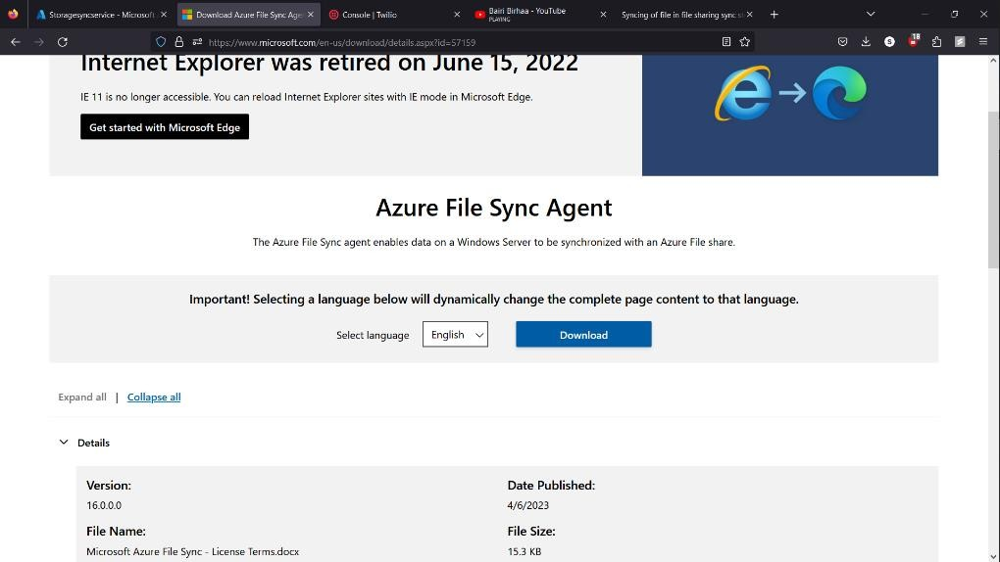 Storagesyncservice - Microsoft
Download Azure File Sync Age
Console | Twilio
Bairi Birhaa - YouTube
PLAYING
Syncing of file in file sharing sync s
https://www.microsoft.com/en-us/download/details.aspx?id=57159
18
S
Internet Explorer was retired on June 15, 2022
IE 11 is no longer accessible. You can reload Internet Explorer sites with IE mode in Microsoft Edge.
Get started with Microsoft Edge
Azure File Sync Agent
The Azure File Sync agent enables data on a Windows Server to be synchronized with an Azure File share.
Important! Selecting a language below will dynamically change the complete page content to that language.
Select language English Download
Expand all | Collapse all
Details
Version:
16.0.0.0
Date Published:
4/6/2023
File Name:
Microsoft Azure File Sync - License Terms.docx
File Size:
15.3 KB